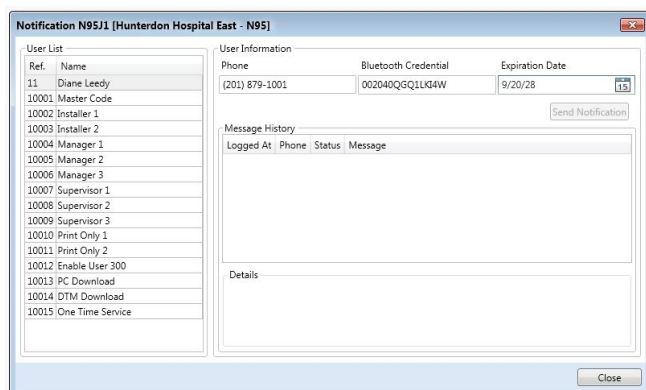 Notification N95J1 [Hunterdon Hospital East - N95]
User List
Ref. Name
11 Diane Leedy
10001 Master Code
10002 Installer 1
10003 Installer 2
10004 Manager 1
10005 Manager 2
10006 Manager 3
10007 Supervisor 1
10008 Supervisor 2
10009 Supervisor 3
10010 Print Only 1
10011 Print Only 2
10012 Enable User 300
10013 PC Download
10014 DTM Download
10015 One Time Service
User Information
Phone Bluetooth Credential Expiration Date
(201) 879-1001 002040QGQ1LKI4W 9/20/28 15
Send Notification
Message History
Logged At Phone Status Message
Details
Close